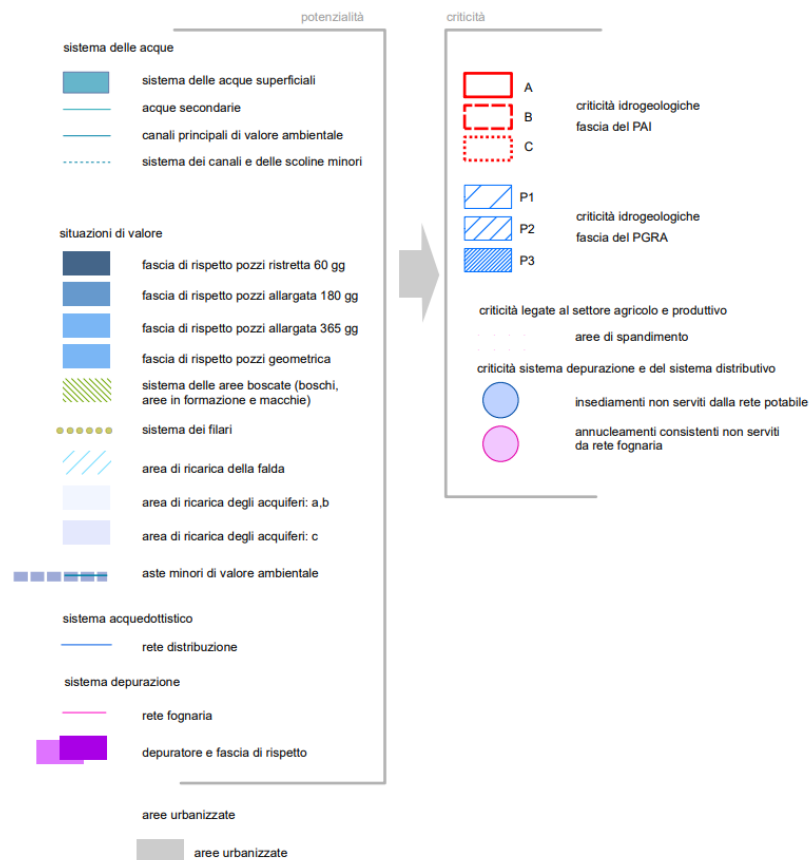 potenzialità
sistema delle acque
sistema delle acque superficiali
acque secondarie
canali principali di valore ambientale
sistema dei canali e delle scoline minori
situazioni di valore
fascia di rispetto pozzi ristretta 60 gg
fascia di rispetto pozzi allargata 180 gg
fascia di rispetto pozzi allargata 365 gg
fascia di rispetto pozzi geometrica
sistema delle aree boscate (boschi,
aree in formazione e macchie)
sistema dei filari
area di ricarica della falda
area di ricarica degli acquiferi: a,b
area di ricarica degli acquiferi: c
aste minori di valore ambientale
sistema acquedottistico
rete distribuzione
sistema depurazione
rete fognaria
depuratore e fascia di rispetto
aree urbanizzate
aree urbanizzate
criticità
A
B
C
criticità idrogeologiche
fascia del PAI
P1
P2
P3
criticità idrogeologiche
fascia del PGRA
criticità legate al settore agricolo e produttivo
aree di spandimento
criticità sistema depurazione e del sistema distributivo
insediamenti non serviti dalla rete potabile
annucleamenti consistenti non serviti
da rete fognaria